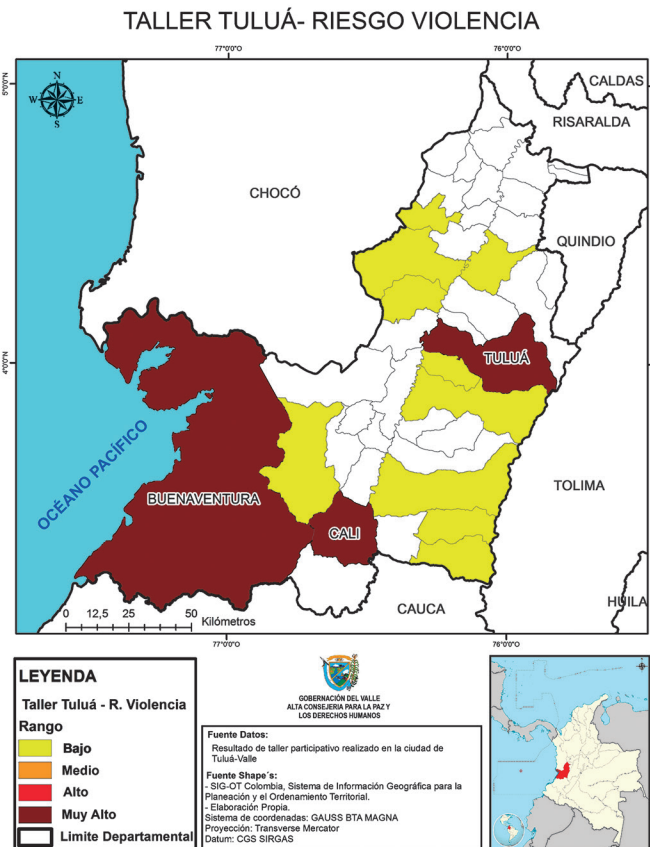 TALLER TULUÁ- RIESGO VIOLENCIA
77°0'0"O
76°0'0"O
5°0'0"N
N
W
E
S
CALDAS
RISARALDA
CHOCÓ
QUINDIO
4°0'0"N
TULUÁ
OCÉANO PACÍFICO
BUENAVENTURA
CALI
TOLIMA
CAUCA
HUILA
0 12,5 25 50
Kilómetros
77°0'0"O
76°0'0"O
LEYENDA
Taller Tuluá - R. Violencia
Rango
Bajo
Medio
Alto
Muy Alto
Limite Departamental
GOBERNACIÓN DEL VALLE
ALTA CONSEJERIA PARA LA PAZ Y
LOS DERECHOS HUMANOS
Fuente Datos:
Resultado de taller participativo realizado en la ciudad de
Tuluá-Valle
Fuente Shape´s:
- SIG-OT Colombia, Sistema de Información Geográfica para la
Planeación y el Ordenamiento Territorial.
- Elaboración Propia.
Sistema de coordenadas: GAUSS BTA MAGNA
Proyección: Transverse Mercator
Datum: CGS SIRGAS